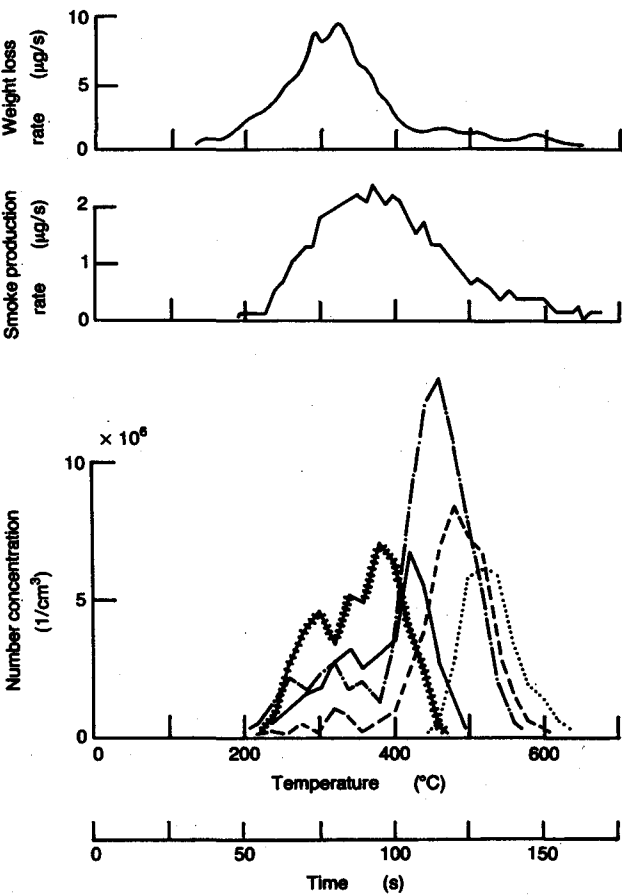 Weight loss
rate (μg/s)
10
5
0
Smoke production
rate (μg/s)
2
1
0
× 10⁶
Number concentration
(1/cm³)
10
5
0
0 200 400 600
Temperature (°C)
0 50 100 150
Time (s)